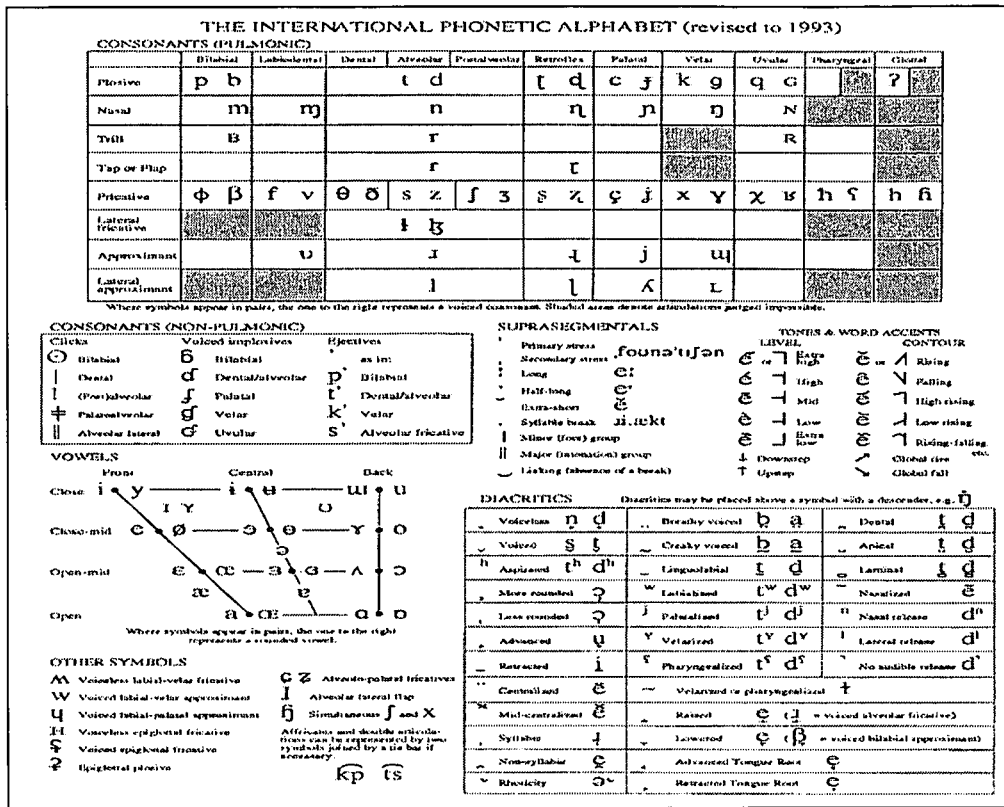 THE INTERNATIONAL PHONETIC ALPHABET (revised to 1993)
CONSONANTS (PULMONIC)
Bilabial Labiodental Dental Alveolar Postalveolar Retroflex Palatal Velar Uvular Pharyngeal Glottal
Plosive p b t d ʈ ɖ c ɟ k g q ɢ ʔ
Nasal m ɱ n ɳ ɲ ŋ ɴ
Trill ʙ r ʀ
Tap or Flap ɾ ɽ
Fricative ɸ β f v θ ð s z ʃ ʒ ʂ ʐ ç ʝ x ɣ χ ʁ ħ ʕ h ɦ
Lateral fricative ɬ ɮ
Approximant ʋ ɹ ɻ j ɰ
Lateral approximant l ɭ ʎ ʟ
Where symbols appear in pairs, the one to the right represents a voiced consonant. Shaded areas denote articulations judged impossible.
CONSONANTS (NON-PULMONIC)
Clicks Voiced implosives Ejectives
ʘ Bilabial ɓ Bilabial ʼ as in:
| Dental ɗ Dental/alveolar pʼ Bilabial
(Post)alveolar ʄ Palatal tʼ Dental/alveolar
ǂ Palatoalveolar ɠ Velar kʼ Velar
ǁ Alveolar lateral Uvular sʼ Alveolar fricative
SUPRASEGMENTALS
ˈ Primary stress
Secondary stress ˌfoʊnəˈtɪʃən
ː Long eː
ˑ Half-long eˑ
Extra-short ĕ
. Syllable break ɹi.ækt
| Minor (foot) group
‖ Major (intonation) group
‿ Linking (absence of a break)
TONES & WORD ACCENTS
LEVEL CONTOUR
e̋ or ˥ Extra high ě or Rising
é ˦ High ê Falling
ē ˧ Mid High rising
è ˨ Low Low rising
ȅ ˩ Extra low Rising-falling etc.
↓ Downstep ↗ Global rise
↑ Upstep ↘ Global fall
VOWELS
Front Central Back
Close i y ɨ ʉ ɯ u
ɪ ʏ ʊ
Close-mid e ø ɘ ɵ ɤ o
ə
Open-mid ɛ œ ɜ ʌ ɔ
æ ɐ
Open a ɶ ɑ ɒ
Where symbols appear in pairs, the one to the right represents a rounded vowel.
DIACRITICS Diacritics may be placed above a symbol with a descender, e.g. ŋ̊
Voiceless n̥ d̥ Breathy voiced b̤ a̤ Dental t̪ d̪
Voiced s̬ t̬ Creaky voiced b̰ a̰ Apical t̺ d̺
ʰ Aspirated tʰ dʰ Linguolabial t̼ d̼ Laminal t̻ d̻
More rounded ɔ̹ ʷ Labialized tʷ dʷ Nasalized ẽ
Less rounded ɔ̜ ʲ Palatalized tʲ dʲ ⁿ Nasal release dⁿ
Advanced u̟ ˠ Velarized tˠ dˠ ˡ Lateral release dˡ
Retracted i̠ ˤ Pharyngealized tˤ dˤ ̚ No audible release d̚
Centralized ë Velarized or pharyngealized ɫ
Mid-centralized e̽ Raised e̝ (ɹ̝ = voiced alveolar fricative)
Syllabic ɹ̩ Lowered e̞ (β̞ = voiced bilabial approximant)
Non-syllabic e̯ Advanced Tongue Root e̘
Rhoticity ə˞ Retracted Tongue Root e̙
OTHER SYMBOLS
ʍ Voiceless labial-velar fricative
w Voiced labial-velar approximant
ɥ Voiced labial-palatal approximant
ʜ Voiceless epiglottal fricative
ʢ Voiced epiglottal fricative
ʡ Epiglottal plosive
ɕ ʑ Alveolo-palatal fricatives
ɺ Alveolar lateral flap
ɧ Simultaneous ʃ and x
Affricates and double articulations can be represented by two symbols joined by a tie bar if necessary.
k͡p t͡s